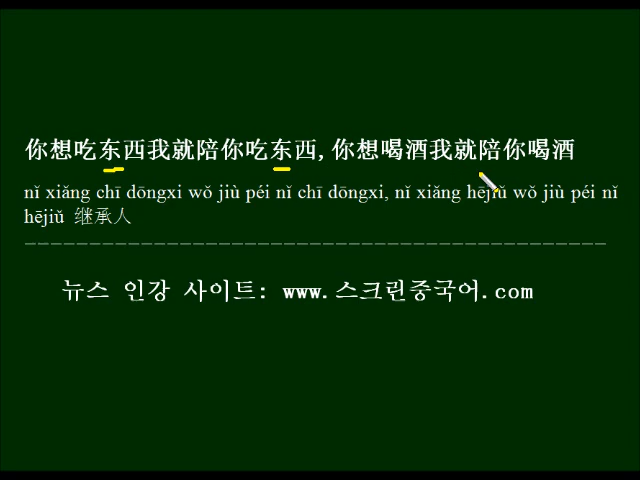 你想吃东西我就陪你吃东西,你想喝酒我就陪你喝酒
nǐ xiǎng chī dōngxi wǒ jiù péi nǐ chī dōngxi, nǐ xiǎng hējiǔ wǒ jiù péi nǐ
hējiǔ 继承人
뉴스 인강 사이트: www.스크린중국어.com